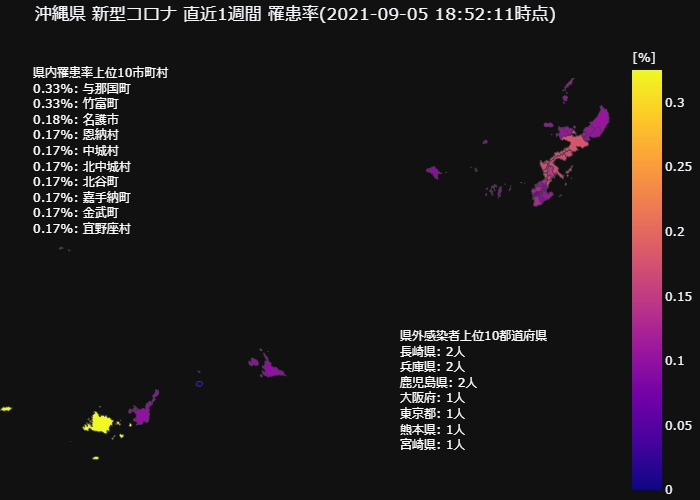 沖縄県 新型コロナ 直近1週間 罹患率(2021-09-05 18:52:11時点)
[%]
県内罹患率上位10市町村
0.33%: 与那国町
0.33%: 竹富町
0.18%: 名護市
0.17%: 恩納村
0.17%: 中城村
0.17%: 北中城村
0.17%: 北谷町
0.17%: 嘉手納町
0.17%: 金武町
0.17%: 宜野座村
0.3
0.25
0.2
0.15
0.1
0.05
0
県外感染者上位10都道府県
長崎県: 2人
兵庫県: 2人
鹿児島県: 2人
大阪府: 1人
東京都: 1人
熊本県: 1人
宮崎県: 1人